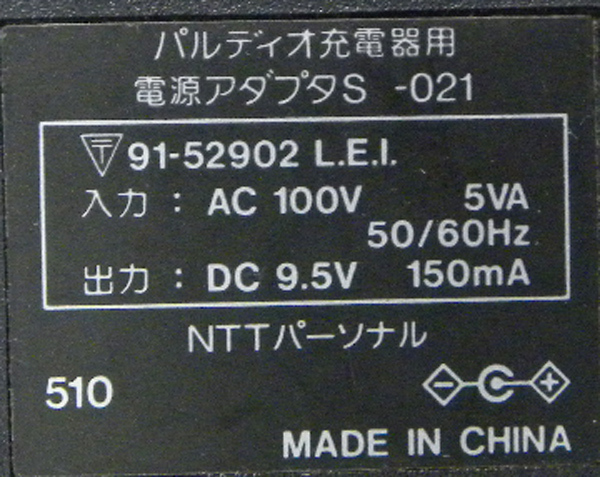 パルディオ充電器用
電源アダプタS -021
〒91-52902 L.E.I.
入力: AC 100V 5VA
50/60Hz
出力: DC 9.5V 150mA
NTTパーソナル
510
MADE IN CHINA